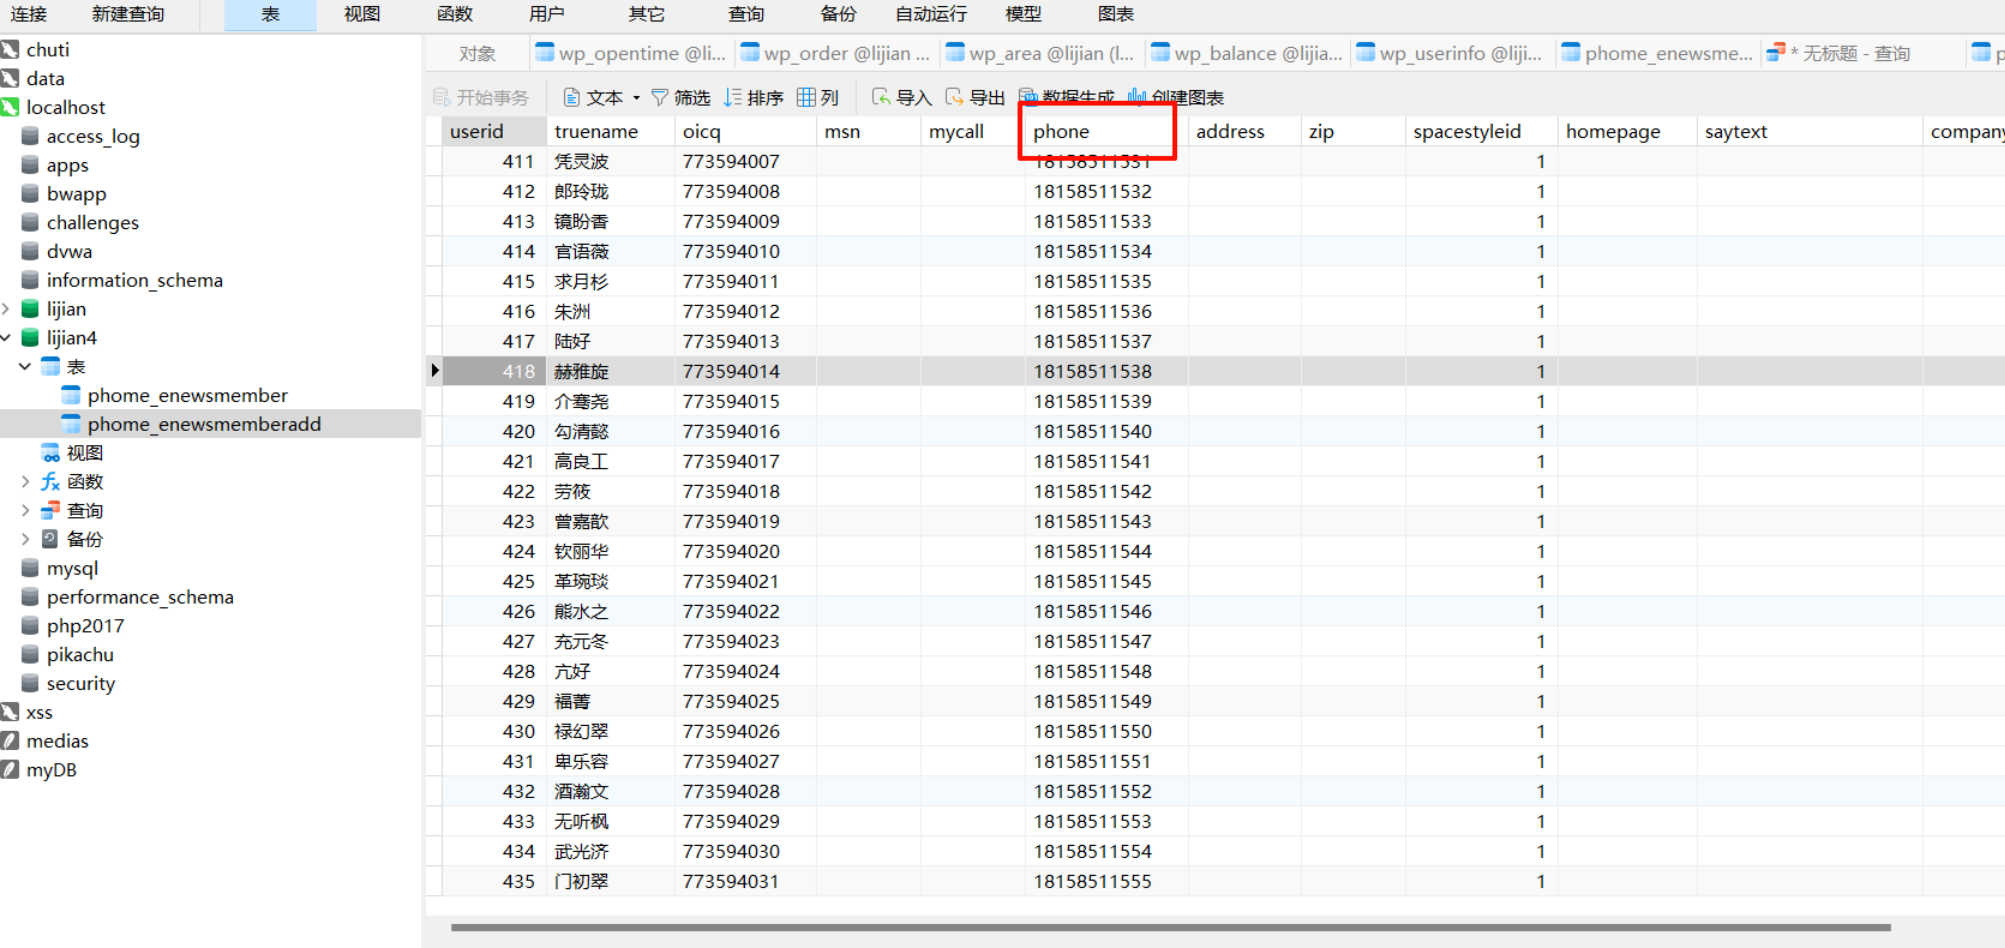 连接 新建查询 表 视图 函数 用户 其它 查询 备份 自动运行 模型 图表
对象 wp_opentime @li... wp_order @lijian ... wp_area @lijian (l... wp_balance @lijia... wp_userinfo @liji... phome_enewsme... * 无标题 - 查询 p
开始事务 文本 筛选 排序 列 导入 导出 数据生成 创建图表
chuti
data
localhost
access_log
apps
bwapp
challenges
dvwa
information_schema
lijian
lijian4
表
phome_enewsmember
phome_enewsmemberadd
视图
fx 函数
查询
备份
mysql
performance_schema
php2017
pikachu
security
xss
medias
myDB
userid truename oicq msn mycall phone address zip spacestyleid homepage saytext company
411 凭灵波 773594007 18158511531 1
412 郎玲珑 773594008 18158511532 1
413 镜盼香 773594009 18158511533 1
414 官语薇 773594010 18158511534 1
415 求月杉 773594011 18158511535 1
416 朱洲 773594012 18158511536 1
417 陆好 773594013 18158511537 1
418 赫雅旋 773594014 18158511538 1
419 介骞尧 773594015 18158511539 1
420 勾清懿 773594016 18158511540 1
421 高良工 773594017 18158511541 1
422 劳筱 773594018 18158511542 1
423 曾嘉歆 773594019 18158511543 1
424 钦丽华 773594020 18158511544 1
425 革琬琰 773594021 18158511545 1
426 熊水之 773594022 18158511546 1
427 充元冬 773594023 18158511547 1
428 亢好 773594024 18158511548 1
429 福菁 773594025 18158511549 1
430 禄幻翠 773594026 18158511550 1
431 卑乐容 773594027 18158511551 1
432 酒瀚文 773594028 18158511552 1
433 无听枫 773594029 18158511553 1
434 武光济 773594030 18158511554 1
435 门初翠 773594031 18158511555 1